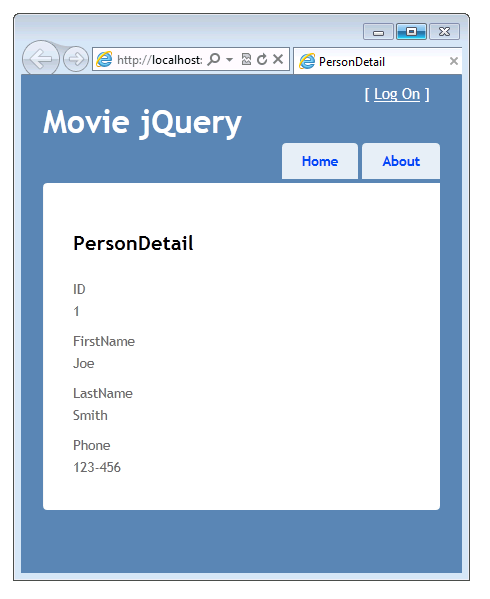 http://localhost:
PersonDetail
[ Log On ]
Movie jQuery
Home About
PersonDetail
ID
1
FirstName
Joe
LastName
Smith
Phone
123-456